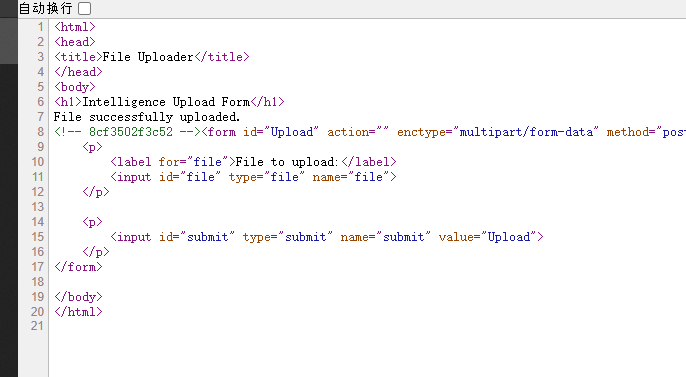 自动换行
1 <html>
2 <head>
3 <title>File Uploader</title>
4 </head>
5 <body>
6 <h1>Intelligence Upload Form</h1>
7 File successfully uploaded.
8 <!-- 8cf3502f3c52 --><form id="Upload" action="" enctype="multipart/form-data" method="pos
9 <p>
10 <label for="file">File to upload:</label>
11 <input id="file" type="file" name="file">
12 </p>
13
14 <p>
15 <input id="submit" type="submit" name="submit" value="Upload">
16 </p>
17 </form>
18
19 </body>
20 </html>
21